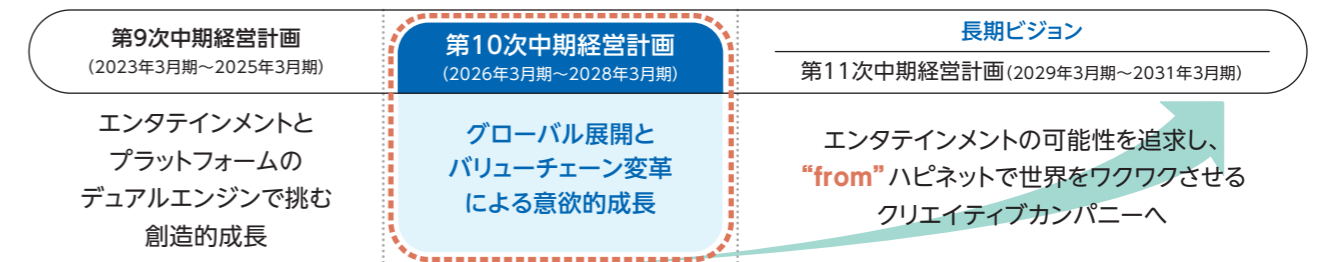 第9次中期経営計画
（2023年3月期～2025年3月期）
エンタテインメントと
プラットフォームの
デュアルエンジンで挑む
創造的成長
第10次中期経営計画
（2026年3月期～2028年3月期）
グローバル展開と
バリューチェーン変革
による意欲的成長
長期ビジョン
第11次中期経営計画（2029年3月期～2031年3月期）
エンタテインメントの可能性を追求し、
“from”ハピネットで世界をワクワクさせる
クリエイティブカンパニーへ